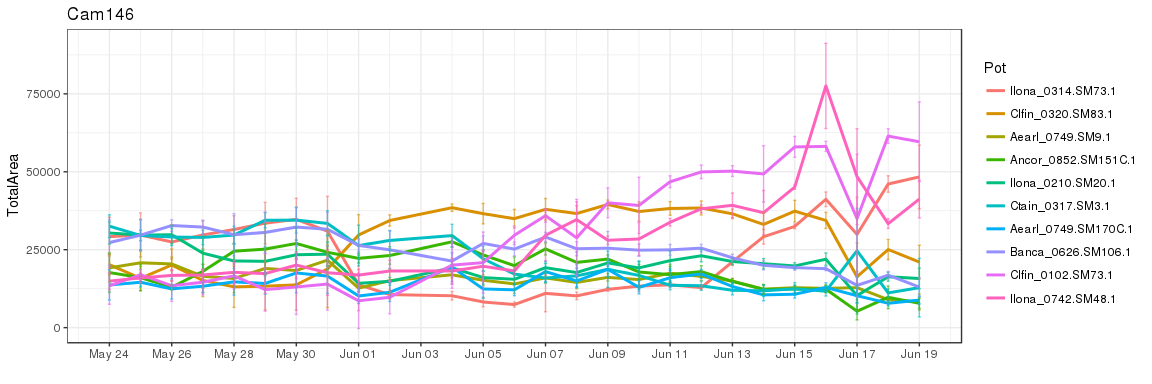 Cam146
TotalArea
75000
50000
25000
0
May 24 May 26 May 28 May 30 Jun 01 Jun 03 Jun 05 Jun 07 Jun 09 Jun 11 Jun 13 Jun 15 Jun 17 Jun 19
Pot
Ilona_0314.SM73.1
Clfin_0320.SM83.1
Aearl_0749.SM9.1
Ancor_0852.SM151C.1
Ilona_0210.SM20.1
Ctain_0317.SM3.1
Aearl_0749.SM170C.1
Banca_0626.SM106.1
Clfin_0102.SM73.1
Ilona_0742.SM48.1